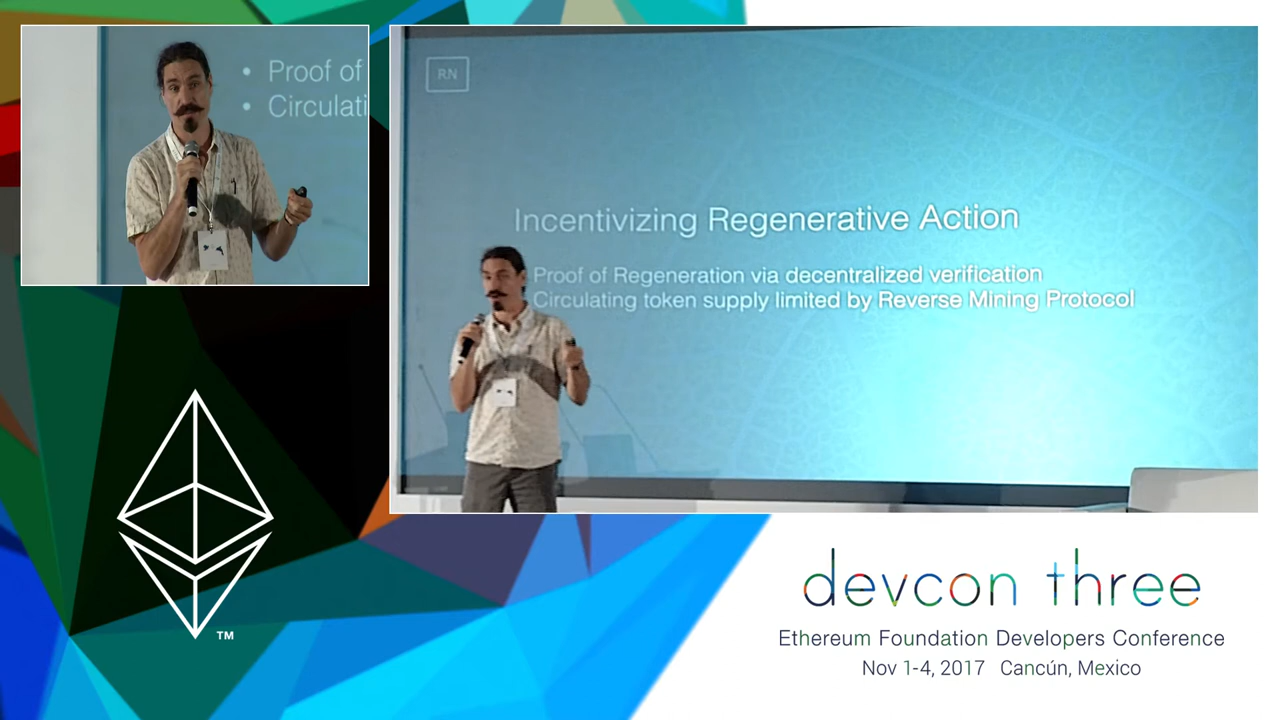 • Proof of
• Circulati
RN
Incentivizing Regenerative Action
Proof of Regeneration via decentralized verification
Circulating token supply limited by Reverse Mining Protocol
TM
devcon three
Ethereum Foundation Developers Conference
Nov 1-4, 2017 Cancún, Mexico